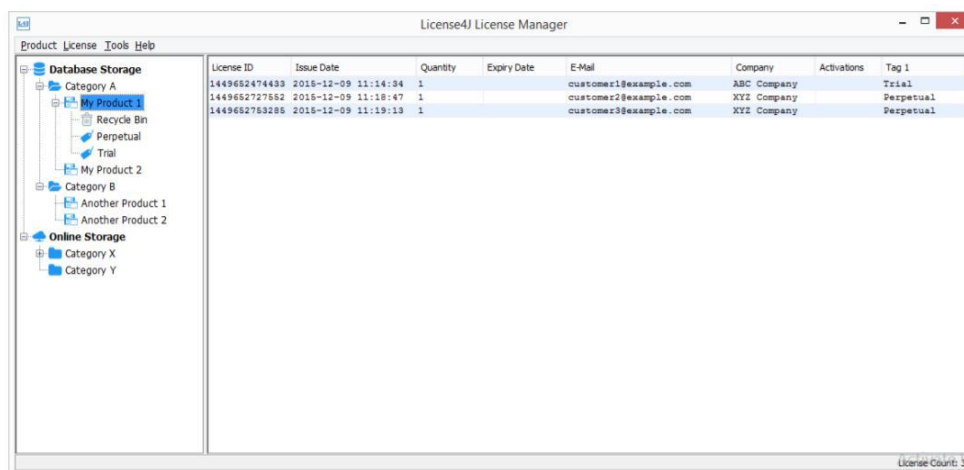 License4J License Manager
Product License Tools Help
Database Storage
Category A
My Product 1
Recycle Bin
Perpetual
Trial
My Product 2
Category B
Another Product 1
Another Product 2
Online Storage
Category X
Category Y
License ID Issue Date Quantity Expiry Date E-Mail Company Activations Tag 1
1449652474433 2015-12-09 11:14:34 1 customer1@example.com ABC Company Trial
1449652727552 2015-12-09 11:18:47 1 customer2@example.com XYZ Company Perpetual
1449652753285 2015-12-09 11:19:13 1 customer3@example.com XYZ Company Perpetual
License Count: